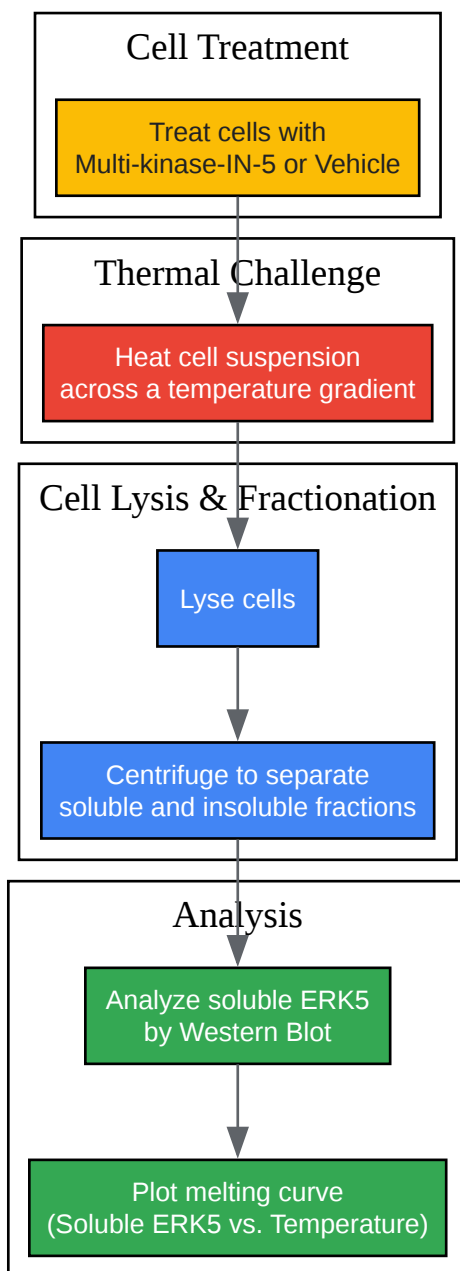 Cell Treatment
Treat cells with
Multi-kinase-IN-5 or Vehicle
Thermal Challenge
Heat cell suspension
across a temperature gradient
Cell Lysis & Fractionation
Lyse cells
Centrifuge to separate
soluble and insoluble fractions
Analysis
Analyze soluble ERK5
by Western Blot
Plot melting curve
(Soluble ERK5 vs. Temperature)